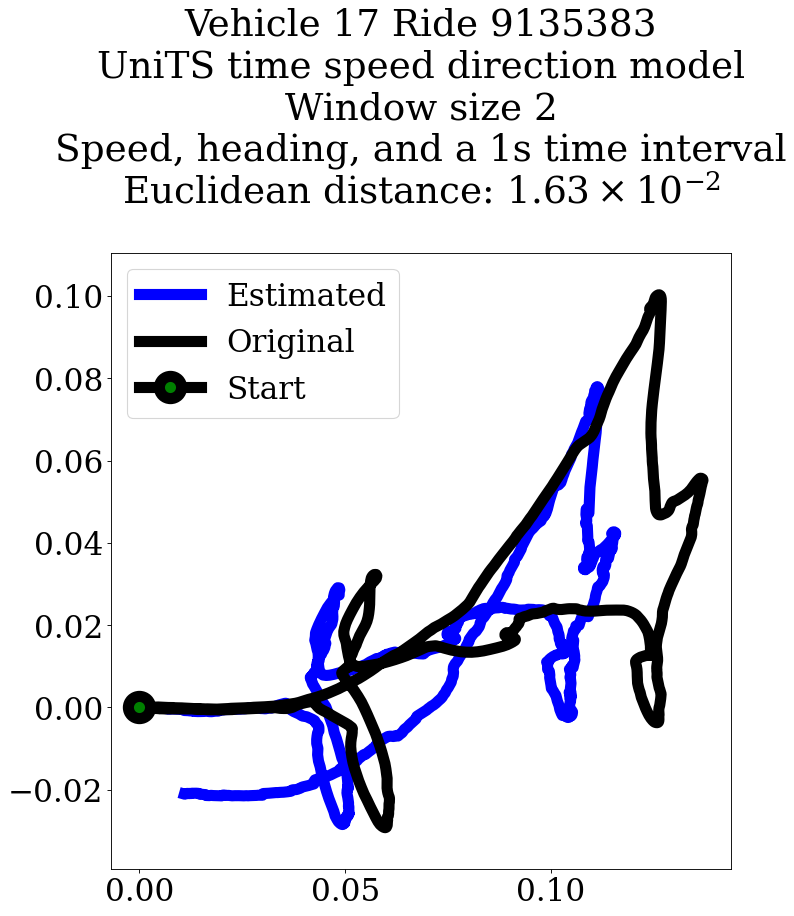 Vehicle 17 Ride 9135383
UniTS time speed direction model
Window size 2
Speed, heading, and a 1s time interval
Euclidean distance: 1.63 × 10⁻²
Estimated
Original
Start
0.10
0.08
0.06
0.04
0.02
0.00
−0.02
0.00 0.05 0.10